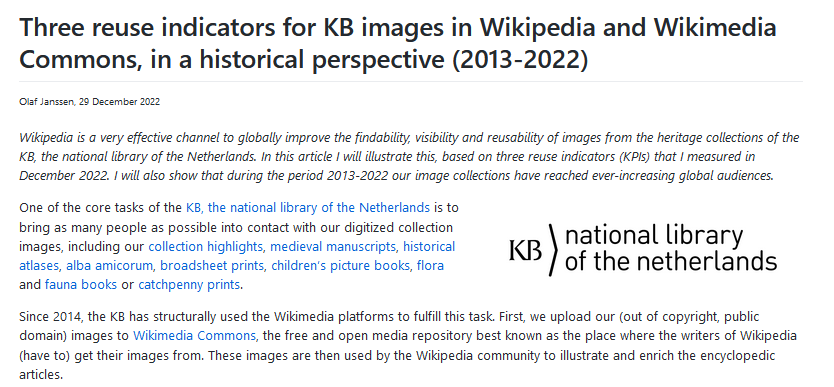 Three reuse indicators for KB images in Wikipedia and Wikimedia
Commons, in a historical perspective (2013-2022)
Olaf Janssen, 29 December 2022
Wikipedia is a very effective channel to globally improve the findability, visibility and reusability of images from the heritage collections of the
KB, the national library of the Netherlands. In this article I will illustrate this, based on three reuse indicators (KPIs) that I measured in
December 2022. I will also show that during the period 2013-2022 our image collections have reached ever-increasing global audiences.
One of the core tasks of the KB, the national library of the Netherlands is to
bring as many people as possible into contact with our digitized collection
images, including our collection highlights, medieval manuscripts, historical
atlases, alba amicorum, broadsheet prints, children's picture books, flora
and fauna books or catchpenny prints.
KB national library
of the netherlands
Since 2014, the KB has structurally used the Wikimedia platforms to fulfill this task. First, we upload our (out of copyright, public
domain) images to Wikimedia Commons, the free and open media repository best known as the place where the writers of Wikipedia
(have to) get their images from. These images are then used by the Wikipedia community to illustrate and enrich the encyclopedic
articles.